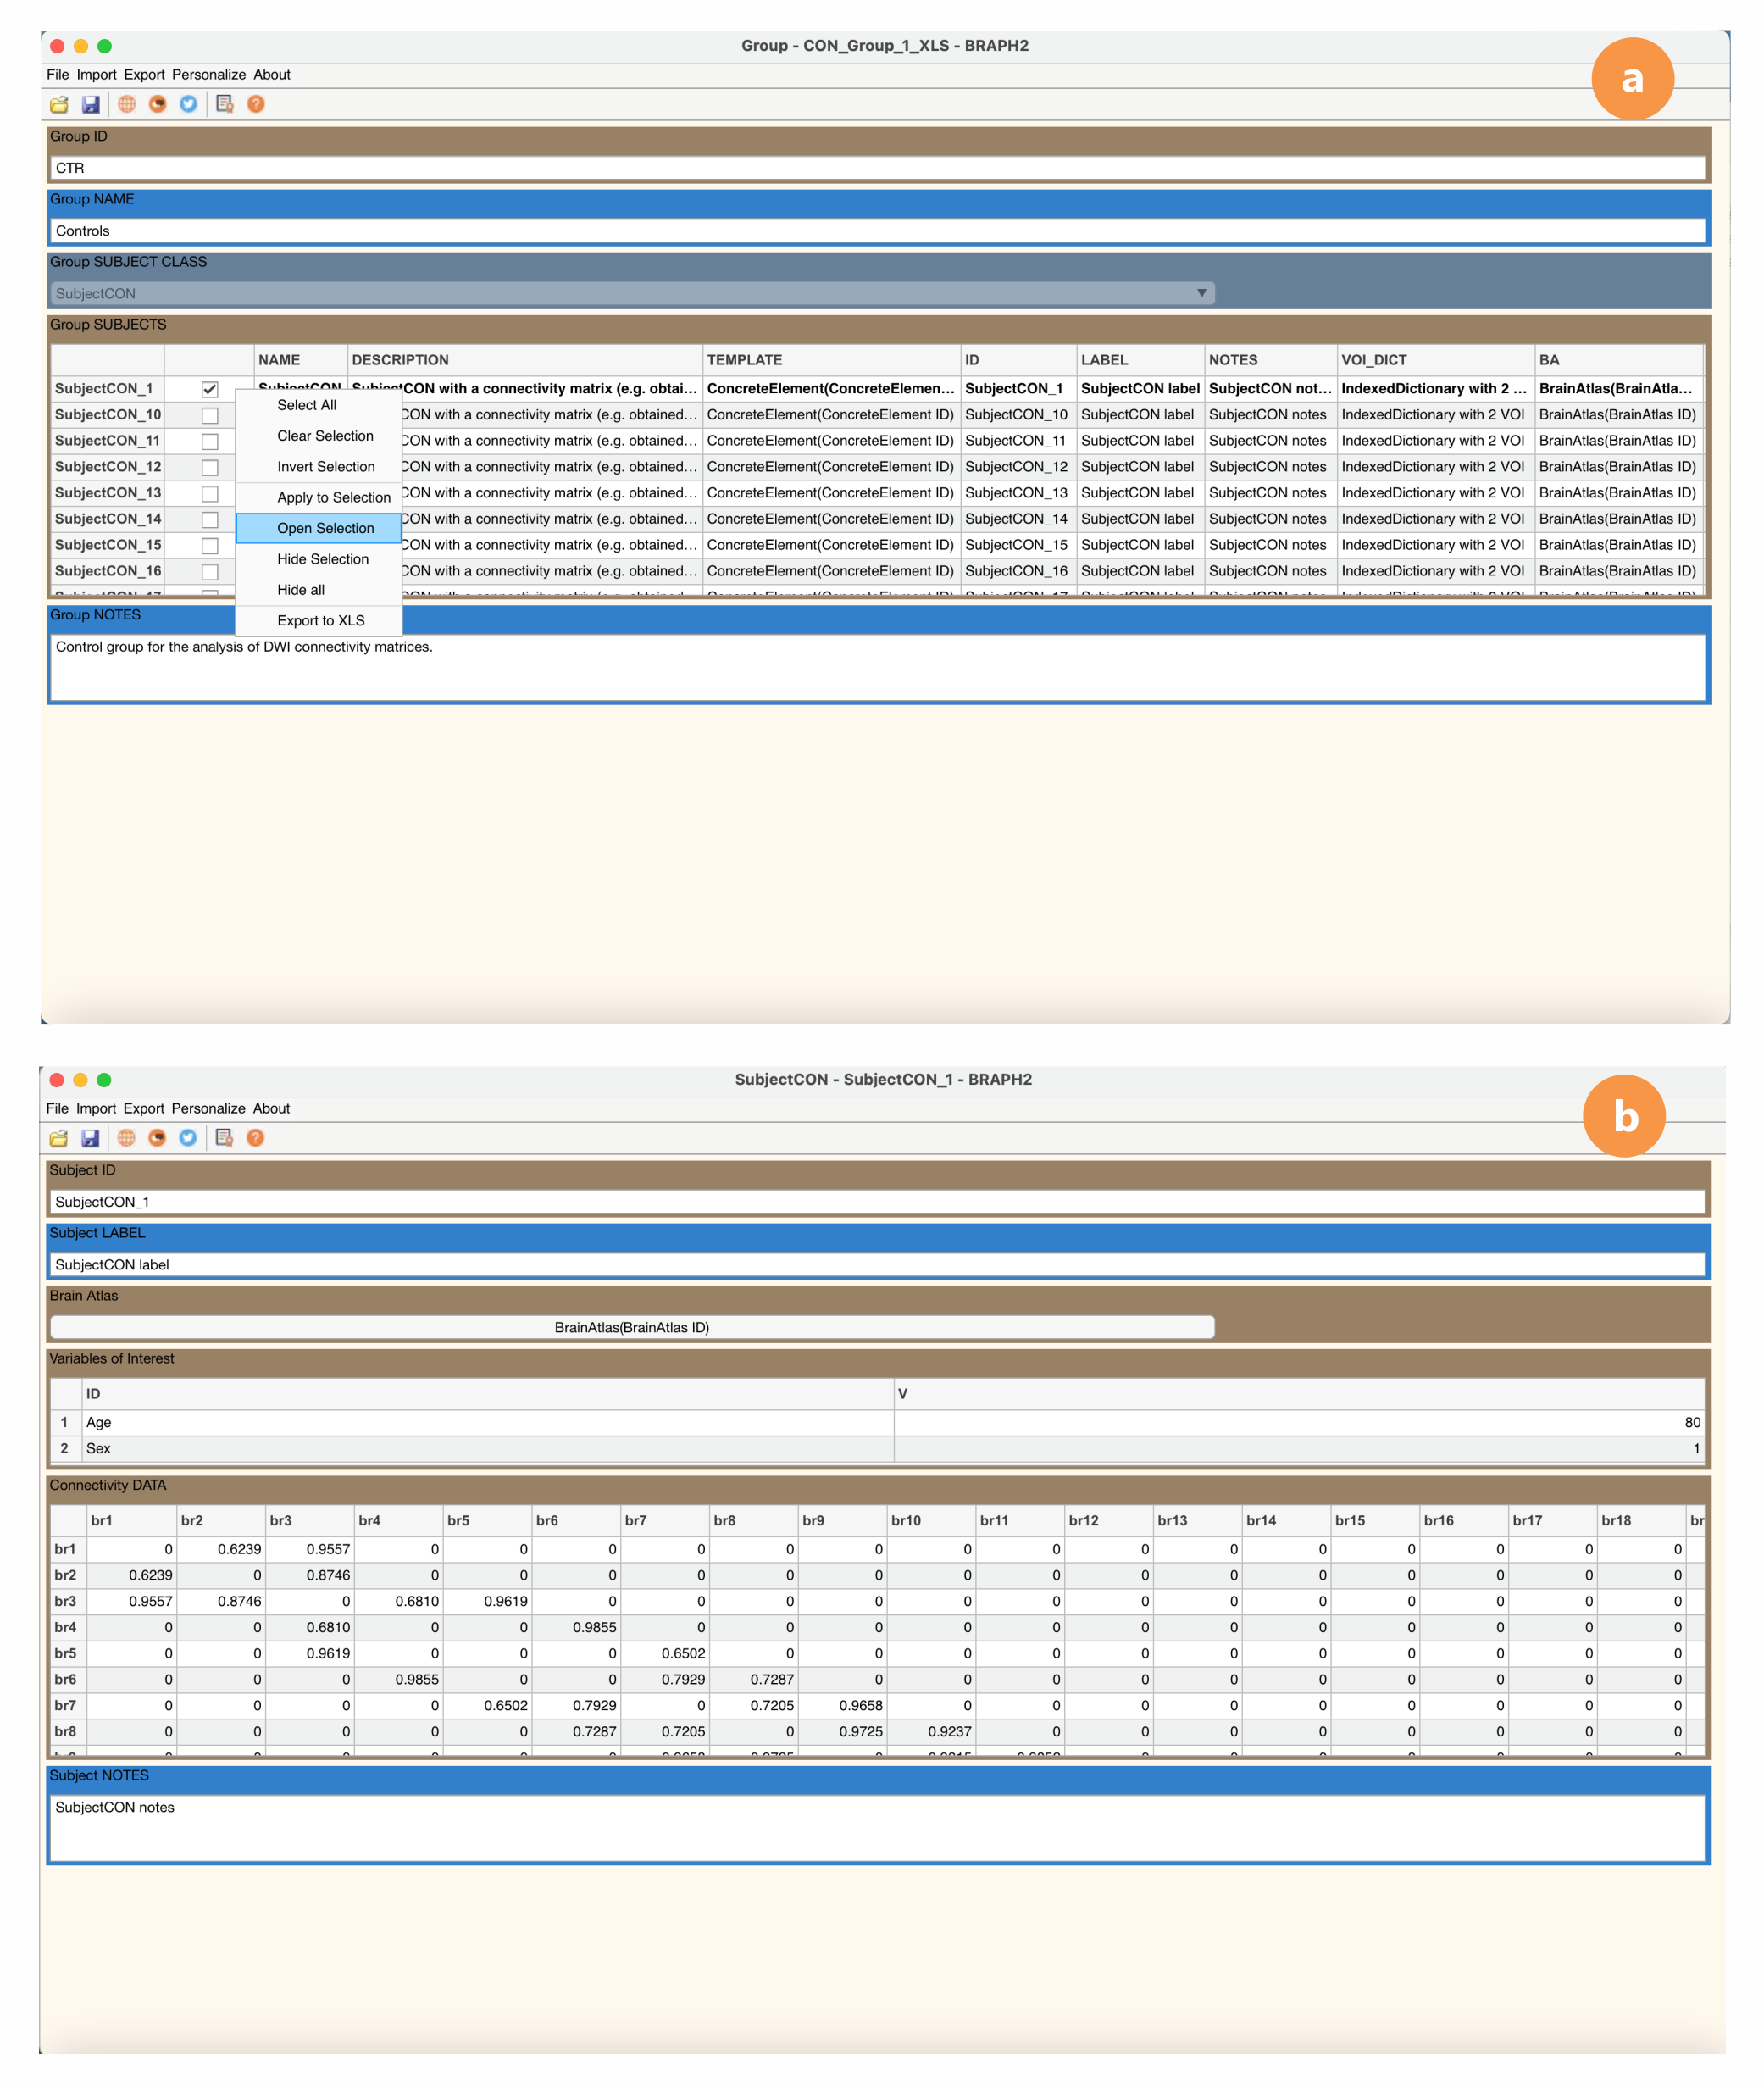 Group - CON_Group_1_XLS - BRAPH2
a
File Import Export Personalize About
Group ID
CTR
Group NAME
Controls
Group SUBJECT CLASS
SubjectCON
Group SUBJECTS
NAME DESCRIPTION TEMPLATE ID LABEL NOTES VOI_DICT BA
SubjectCON_1 SubjectCON SubjectCON with a connectivity matrix (e.g. obtai... ConcreteElement(ConcreteElemen... SubjectCON_1 SubjectCON label SubjectCON not... IndexedDictionary with 2 ... BrainAtlas(BrainAtla...
SubjectCON_10 CON with a connectivity matrix (e.g. obtained... ConcreteElement(ConcreteElement ID) SubjectCON_10 SubjectCON label SubjectCON notes IndexedDictionary with 2 VOI BrainAtlas(BrainAtlas ID)
SubjectCON_11 CON with a connectivity matrix (e.g. obtained... ConcreteElement(ConcreteElement ID) SubjectCON_11 SubjectCON label SubjectCON notes IndexedDictionary with 2 VOI BrainAtlas(BrainAtlas ID)
SubjectCON_12 CON with a connectivity matrix (e.g. obtained... ConcreteElement(ConcreteElement ID) SubjectCON_12 SubjectCON label SubjectCON notes IndexedDictionary with 2 VOI BrainAtlas(BrainAtlas ID)
SubjectCON_13 CON with a connectivity matrix (e.g. obtained... ConcreteElement(ConcreteElement ID) SubjectCON_13 SubjectCON label SubjectCON notes IndexedDictionary with 2 VOI BrainAtlas(BrainAtlas ID)
SubjectCON_14 CON with a connectivity matrix (e.g. obtained... ConcreteElement(ConcreteElement ID) SubjectCON_14 SubjectCON label SubjectCON notes IndexedDictionary with 2 VOI BrainAtlas(BrainAtlas ID)
SubjectCON_15 CON with a connectivity matrix (e.g. obtained... ConcreteElement(ConcreteElement ID) SubjectCON_15 SubjectCON label SubjectCON notes IndexedDictionary with 2 VOI BrainAtlas(BrainAtlas ID)
SubjectCON_16 CON with a connectivity matrix (e.g. obtained... ConcreteElement(ConcreteElement ID) SubjectCON_16 SubjectCON label SubjectCON notes IndexedDictionary with 2 VOI BrainAtlas(BrainAtlas ID)
Select All
Clear Selection
Invert Selection
Apply to Selection
Open Selection
Hide Selection
Hide all
Export to XLS
Group NOTES
Control group for the analysis of DWI connectivity matrices.
SubjectCON - SubjectCON_1 - BRAPH2
b
File Import Export Personalize About
Subject ID
SubjectCON_1
Subject LABEL
SubjectCON label
Brain Atlas
BrainAtlas(BrainAtlas ID)
Variables of Interest
ID V
1 Age 80
2 Sex 1
Connectivity DATA
br1 br2 br3 br4 br5 br6 br7 br8 br9 br10 br11 br12 br13 br14 br15 br16 br17 br18 br
br1 0 0.6239 0.9557 0 0 0 0 0 0 0 0 0 0 0 0 0 0 0
br2 0.6239 0 0.8746 0 0 0 0 0 0 0 0 0 0 0 0 0 0 0
br3 0.9557 0.8746 0 0.6810 0.9619 0 0 0 0 0 0 0 0 0 0 0 0 0
br4 0 0 0.6810 0 0 0.9855 0 0 0 0 0 0 0 0 0 0 0 0
br5 0 0 0.9619 0 0 0 0.6502 0 0 0 0 0 0 0 0 0 0 0
br6 0 0 0 0.9855 0 0 0.7929 0.7287 0 0 0 0 0 0 0 0 0 0
br7 0 0 0 0 0.6502 0.7929 0 0.7205 0.9658 0 0 0 0 0 0 0 0 0
br8 0 0 0 0 0 0.7287 0.7205 0 0.9725 0.9237 0 0 0 0 0 0 0 0
Subject NOTES
SubjectCON notes